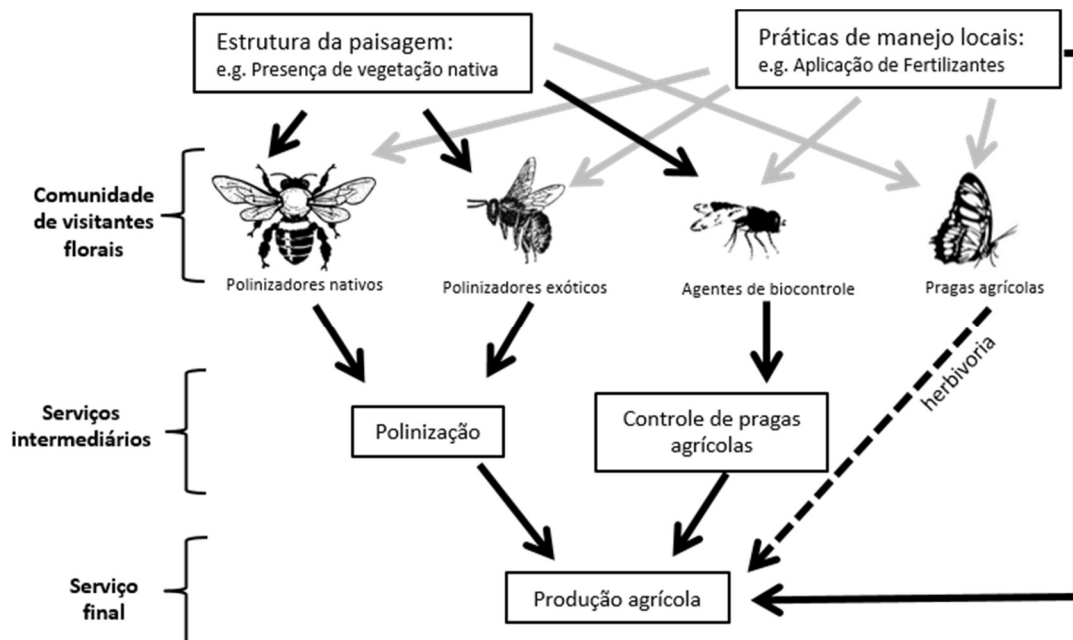 Estrutura da paisagem:
e.g. Presença de vegetação nativa
Práticas de manejo locais:
e.g. Aplicação de Fertilizantes
Comunidade
de visitantes
florais
Polinizadores nativos
Polinizadores exóticos
Agentes de biocontrole
Pragas agrícolas
herbivoria
Serviços
intermediários
Polinização
Controle de pragas
agrícolas
Serviço
final
Produção agrícola